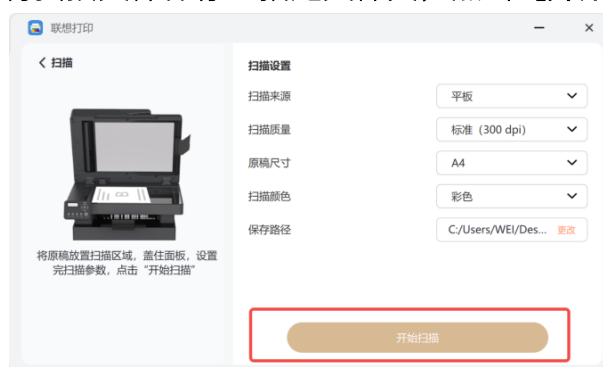 联想打印
扫描
扫描设置
扫描来源 平板
扫描质量 标准（300 dpi）
原稿尺寸 A4
扫描颜色 彩色
保存路径 C:/Users/WEI/Des... 更改
将原稿放置扫描区域，盖住面板，设置
完扫描参数，点击“开始扫描”
开始扫描